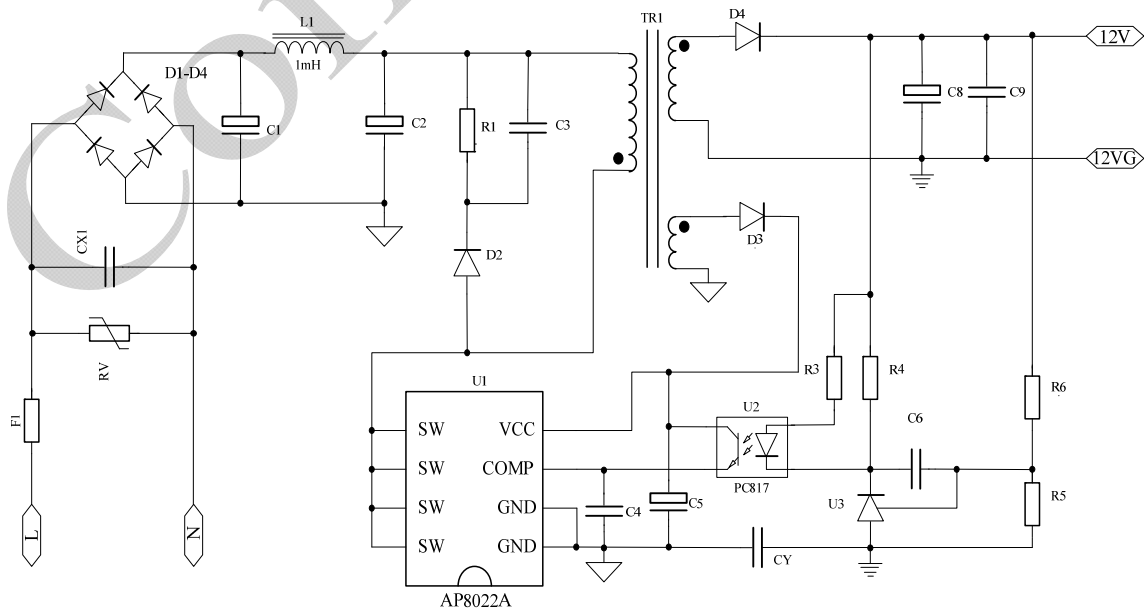 Con
L1
1mH
D1-D4
C1
C2
R1
C3
D2
TR1
D4
D3
12V
12VG
C8
C9
CX1
RV
F1
L
N
U1
SW
VCC
SW
COMP
SW
GND
SW
GND
AP8022A
C4
C5
U2
PC817
R3
R4
C6
U3
R6
R5
CY